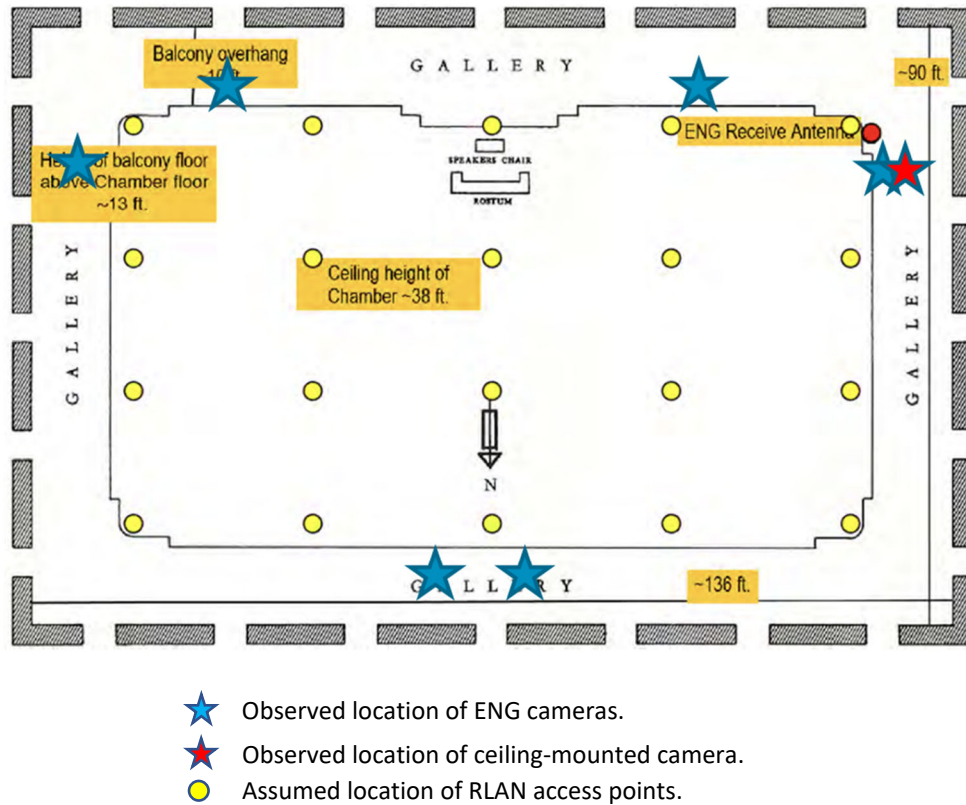 Balcony overhang
GALLERY
~90 ft.
ENG Receive Antenna
SPEAKERS CHAIR
ROSTUM
of balcony floor
above Chamber floor
~13 ft.
GALLERY
GALLERY
Ceiling height of
Chamber ~38 ft.
N
GALLERY
~136 ft.
Observed location of ENG cameras.
Observed location of ceiling-mounted camera.
Assumed location of RLAN access points.